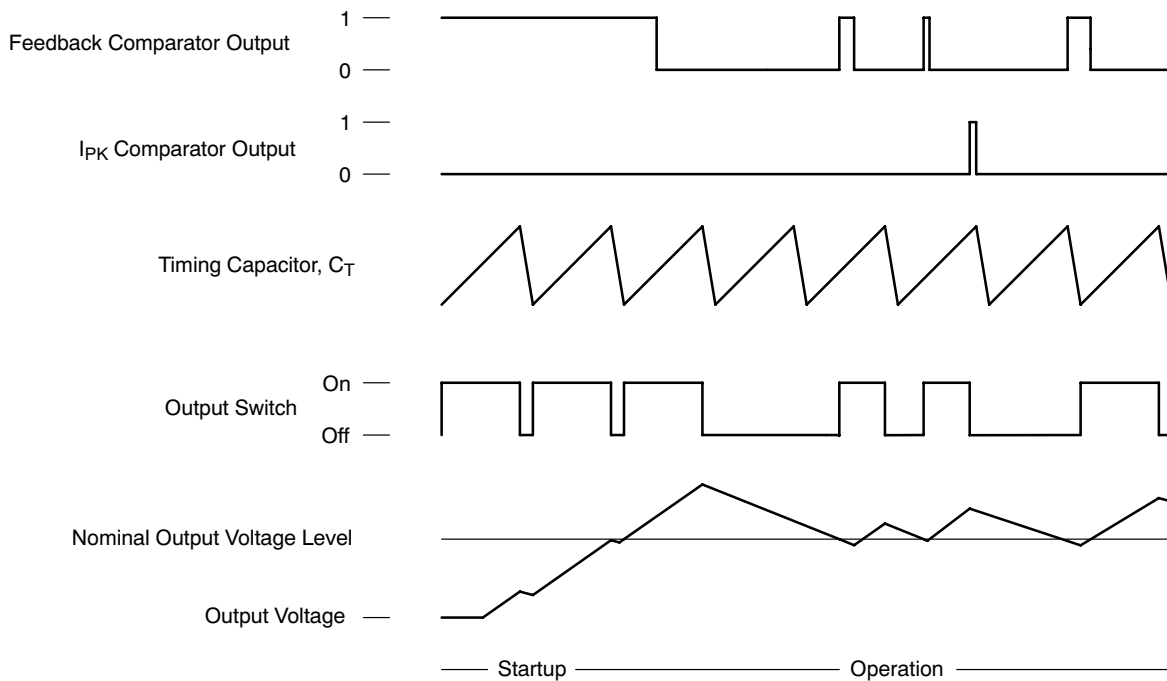 1
Feedback Comparator Output
0
1
IPK Comparator Output
0
Timing Capacitor, CT
On
Output Switch
Off
Nominal Output Voltage Level
Output Voltage
Startup
Operation